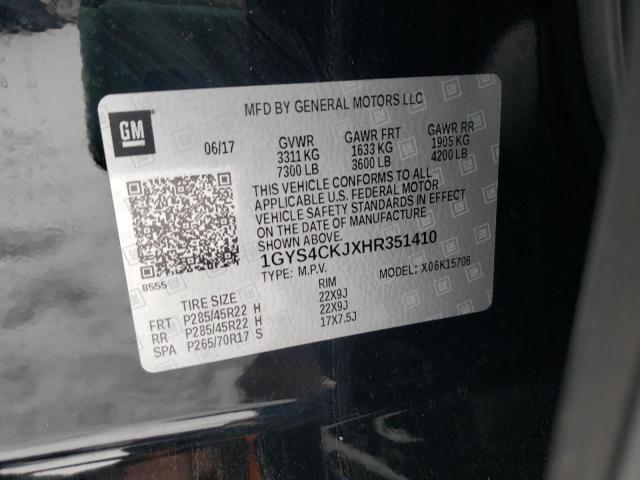 MFD BY GENERAL MOTORS LLC
GM
06/17 GVWR GAWR FRT GAWR RR
3311 KG 1633 KG 1905 KG
7300 LB 3600 LB 4200 LB
THIS VEHICLE CONFORMS TO ALL
APPLICABLE U.S. FEDERAL MOTOR
VEHICLE SAFETY STANDARDS IN EFFECT
ON THE DATE OF MANUFACTURE
SHOWN ABOVE.
1GYS4CKJXHR351410
8555 TYPE: M.P.V. MODEL: X06K15706
TIRE SIZE RIM
FRT P285/45R22 H 22X9J
RR P285/45R22 H 22X9J
SPA P265/70R17 S 17X7.5J